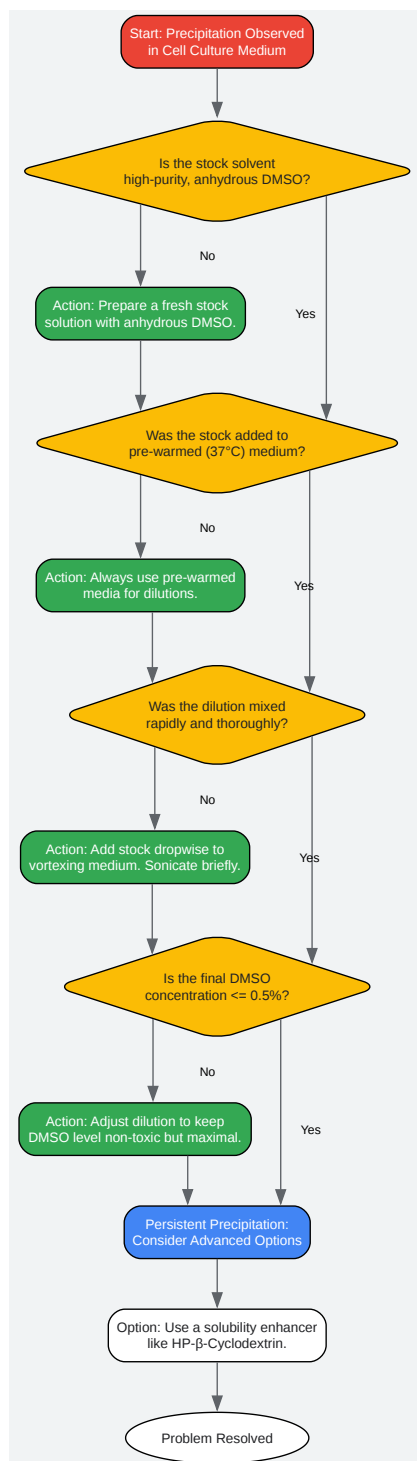 Start: Precipitation Observed
in Cell Culture Medium
Is the stock solvent
high-purity, anhydrous DMSO?
No
Action: Prepare a fresh stock
solution with anhydrous DMSO.
Yes
Was the stock added to
pre-warmed (37°C) medium?
No
Action: Always use pre-warmed
media for dilutions.
Yes
Was the dilution mixed
rapidly and thoroughly?
No
Action: Add stock dropwise to
vortexing medium. Sonicate briefly.
Yes
Is the final DMSO
concentration <= 0.5%?
No
Action: Adjust dilution to keep
DMSO level non-toxic but maximal.
Yes
Persistent Precipitation:
Consider Advanced Options
Option: Use a solubility enhancer
like HP-β-Cyclodextrin.
Problem Resolved